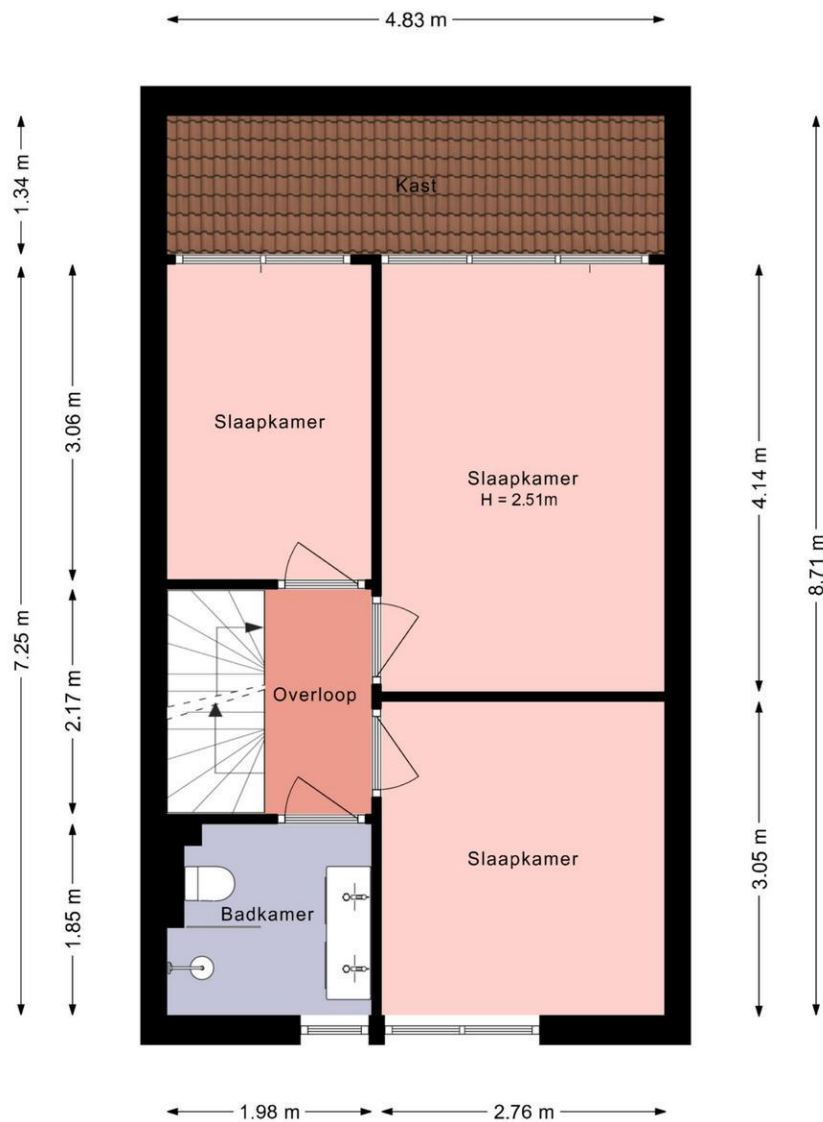 4.83 m
1.34 m
Kast
3.06 m
Slaapkamer
Slaapkamer
H = 2.51m
4.14 m
8.71 m
7.25 m
2.17 m
Overloop
Slaapkamer
3.05 m
1.85 m
Badkamer
1.98 m
2.76 m